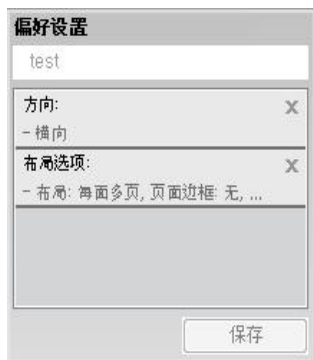 偏好设置
test
方向: X
- 横向
布局选项: X
- 布局: 每面多页, 页面边框: 无, ...
保存